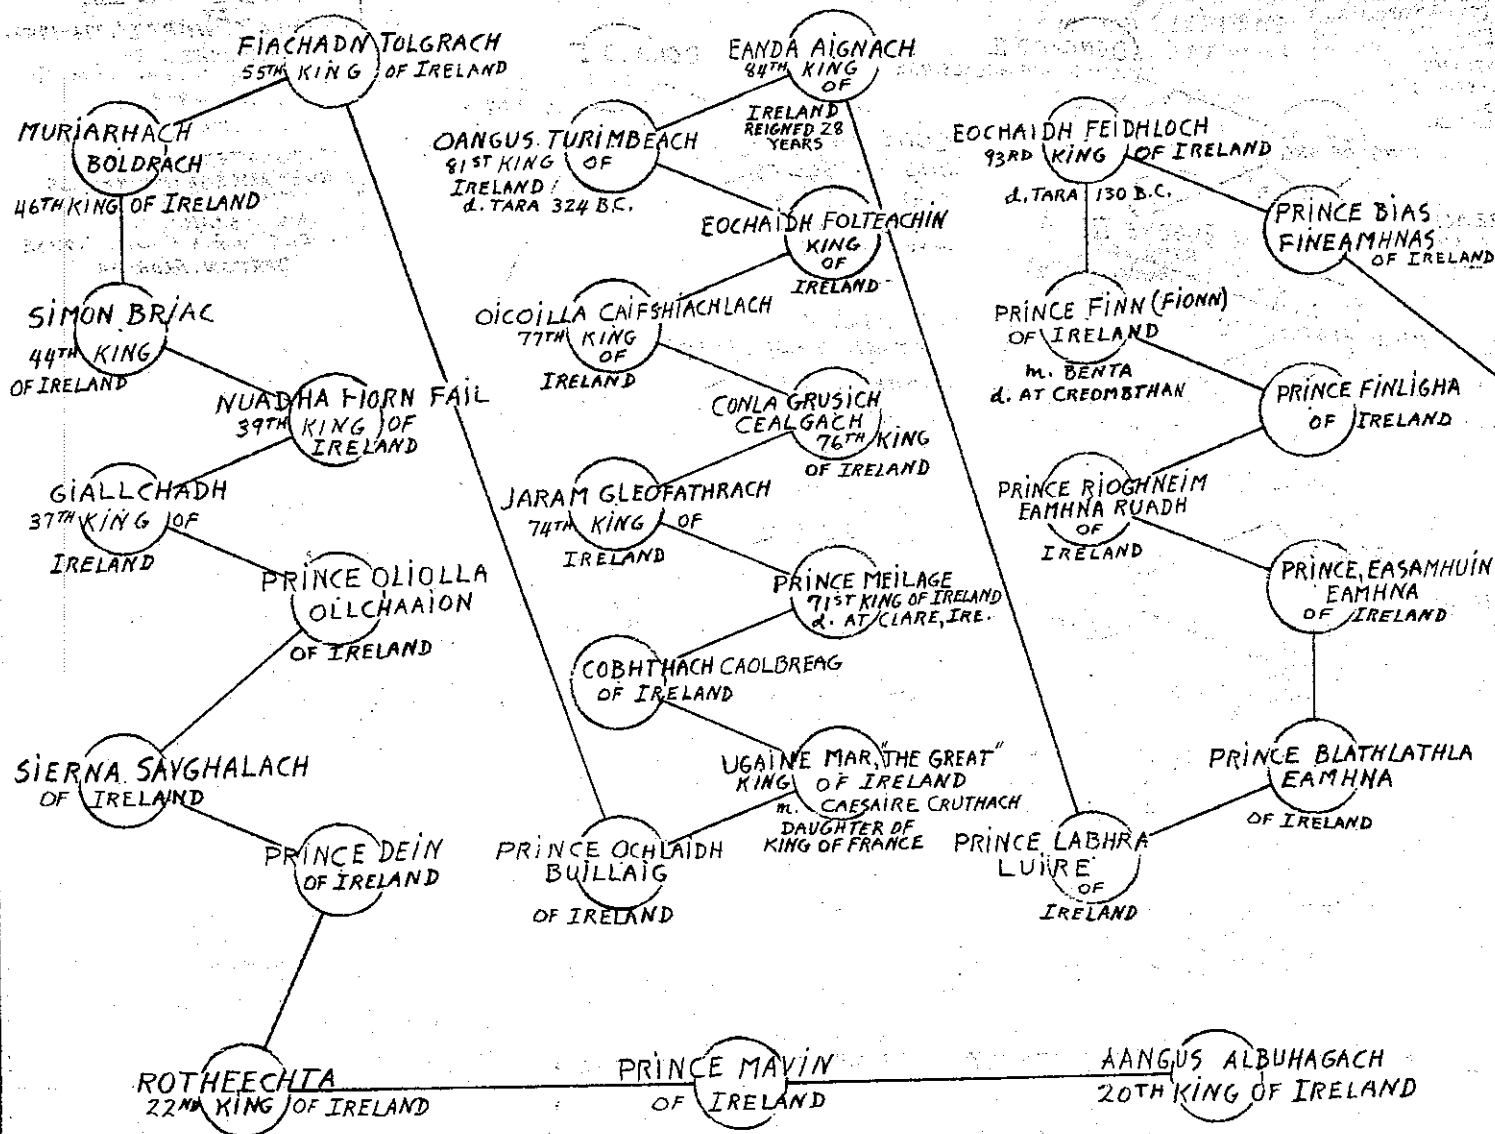 FIACHADN TOLGRACH
55TH KING OF IRELAND
MURIARHACH
BOLDRACH
46TH KING OF IRELAND
SIMON BRIAC
44TH KING
OF IRELAND
NUADHA FIORN FAIL
39TH KING OF
IRELAND
GIALLCHADH
37TH KING OF
IRELAND
PRINCE OLIOLLA
OLLCHAAION
OF IRELAND
SIERNA SAVGHALACH
OF IRELAND
PRINCE DEIN
OF IRELAND
ROTHEECHTA
22ND KING OF IRELAND
PRINCE MAVIN
OF IRELAND
AANGUS ALBUHAGACH
20TH KING OF IRELAND
EANDA AIGNACH
84TH KING
OF
IRELAND
REIGNED 28
YEARS
OANGUS TURIMBEACH
81ST KING OF
IRELAND
d. TARA 324 B.C.
EOCHAIDH FOLTEACHIN
KING
OF
IRELAND
OICOILLA CAIFSHIACHLACH
77TH KING
OF
IRELAND
CONLA GRUSICH
CEALGACH
76TH KING
OF IRELAND
JARAM GLEOFATHRACH
74TH KING OF
IRELAND
PRINCE MEILAGE
71ST KING OF IRELAND
d. AT CLARE, IRE.
COBHTHACH CAOLBREAG
OF IRELAND
UGAINE MAR, "THE GREAT"
KING OF IRELAND
m. CAESAIRE CRUTHACH
DAUGHTER OF
KING OF FRANCE
PRINCE OCHLAIDH
BUILLAIG
OF IRELAND
EOCHAIDH FEIDHLOCH
93RD KING OF IRELAND
d. TARA 130 B.C.
PRINCE BIAS
FINEAMHNAS
OF IRELAND
PRINCE FINN (FIONN)
OF IRELAND
m. BENTA
d. AT CREOMBTHAN
PRINCE FINLIGHA
OF IRELAND
PRINCE RIOGHNEIM
EAMHNA RUADH
OF
IRELAND
PRINCE, EASAMHUIN
EAMHNA
OF IRELAND
PRINCE BLATHLATHLA
EAMHNA
OF IRELAND
PRINCE LABHRA
LUIRE
OF
IRELAND